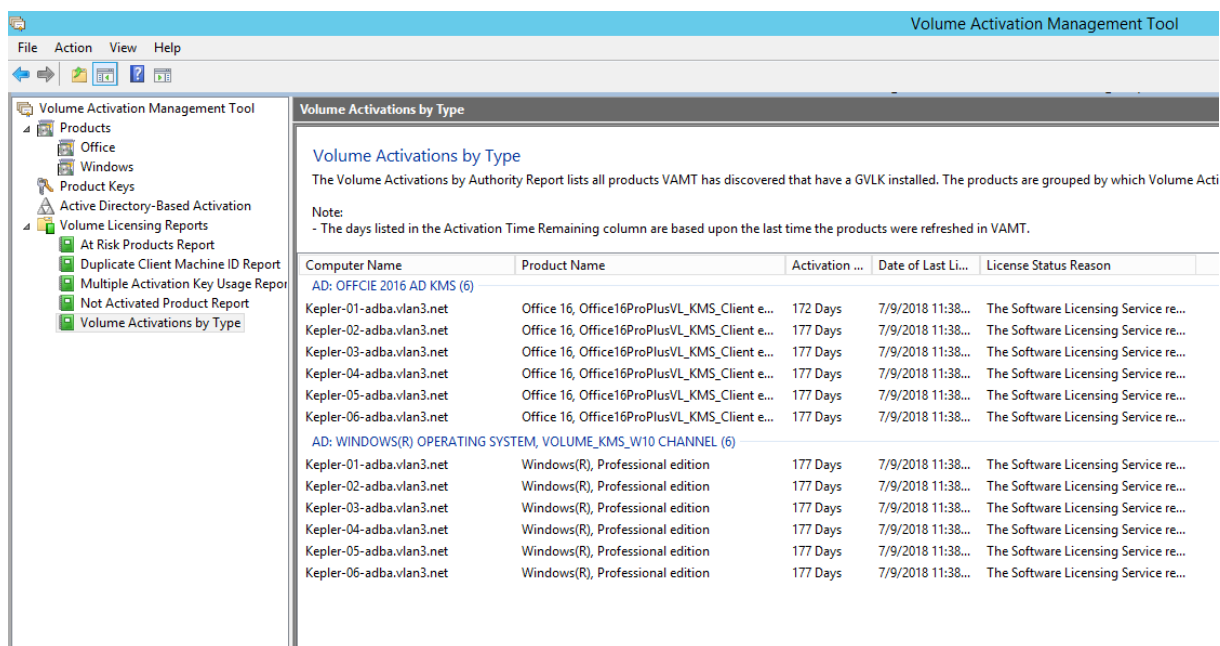 Volume Activation Management Tool
File Action View Help
Volume Activation Management Tool
Products
Office
Windows
Product Keys
Active Directory-Based Activation
Volume Licensing Reports
At Risk Products Report
Duplicate Client Machine ID Report
Multiple Activation Key Usage Repor
Not Activated Product Report
Volume Activations by Type
Volume Activations by Type
Volume Activations by Type
The Volume Activations by Authority Report lists all products VAMT has discovered that have a GVLK installed. The products are grouped by which Volume Acti
Note:
- The days listed in the Activation Time Remaining column are based upon the last time the products were refreshed in VAMT.
Computer Name Product Name Activation ... Date of Last Li... License Status Reason
AD: OFFCIE 2016 AD KMS (6)
Kepler-01-adba.vlan3.net Office 16, Office16ProPlusVL_KMS_Client e... 172 Days 7/9/2018 11:38... The Software Licensing Service re...
Kepler-02-adba.vlan3.net Office 16, Office16ProPlusVL_KMS_Client e... 177 Days 7/9/2018 11:38... The Software Licensing Service re...
Kepler-03-adba.vlan3.net Office 16, Office16ProPlusVL_KMS_Client e... 177 Days 7/9/2018 11:38... The Software Licensing Service re...
Kepler-04-adba.vlan3.net Office 16, Office16ProPlusVL_KMS_Client e... 177 Days 7/9/2018 11:38... The Software Licensing Service re...
Kepler-05-adba.vlan3.net Office 16, Office16ProPlusVL_KMS_Client e... 177 Days 7/9/2018 11:38... The Software Licensing Service re...
Kepler-06-adba.vlan3.net Office 16, Office16ProPlusVL_KMS_Client e... 177 Days 7/9/2018 11:38... The Software Licensing Service re...
AD: WINDOWS(R) OPERATING SYSTEM, VOLUME_KMS_W10 CHANNEL (6)
Kepler-01-adba.vlan3.net Windows(R), Professional edition 177 Days 7/9/2018 11:38... The Software Licensing Service re...
Kepler-02-adba.vlan3.net Windows(R), Professional edition 177 Days 7/9/2018 11:38... The Software Licensing Service re...
Kepler-03-adba.vlan3.net Windows(R), Professional edition 177 Days 7/9/2018 11:38... The Software Licensing Service re...
Kepler-04-adba.vlan3.net Windows(R), Professional edition 177 Days 7/9/2018 11:38... The Software Licensing Service re...
Kepler-05-adba.vlan3.net Windows(R), Professional edition 177 Days 7/9/2018 11:38... The Software Licensing Service re...
Kepler-06-adba.vlan3.net Windows(R), Professional edition 177 Days 7/9/2018 11:38... The Software Licensing Service re...